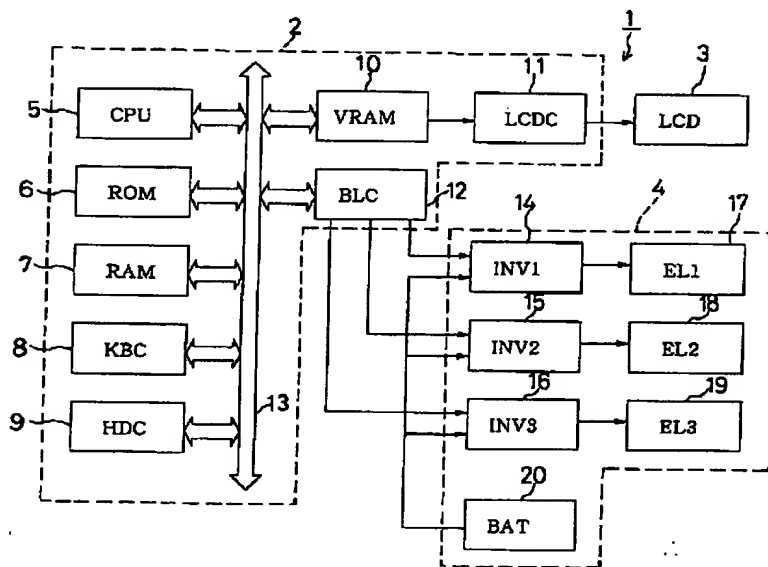 2
1
10
11
3
5
CPU
VRAM
LCDC
LCD
6
ROM
BLC
12
4
14
17
7
RAM
INV1
EL1
15
18
8
KBC
INV2
EL2
16
19
9
HDC
13
INV3
EL3
20
BAT